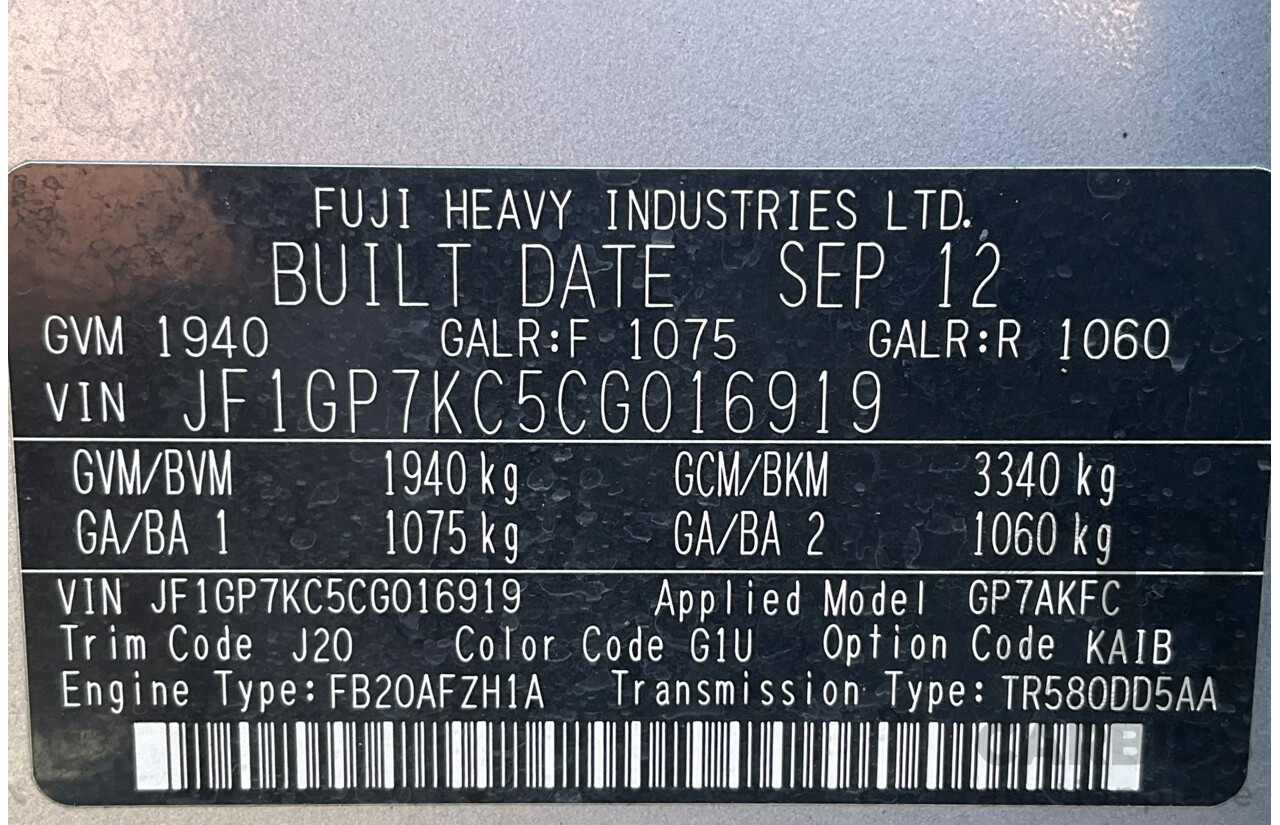 FUJI HEAVY INDUSTRIES LTD.
BUILT DATE SEP 12
GVM 1940 GALR:F 1075 GALR:R 1060
VIN JF1GP7KC5CG016919
GVM/BVM 1940 kg GCM/BKM 3340 kg
GA/BA 1 1075 kg GA/BA 2 1060 kg
VIN JF1GP7KC5CG016919 Applied Model GP7AKFC
Trim Code J20 Color Code G1U Option Code KAIB
Engine Type: FB20AFZH1A Transmission Type: TR580DD5AA